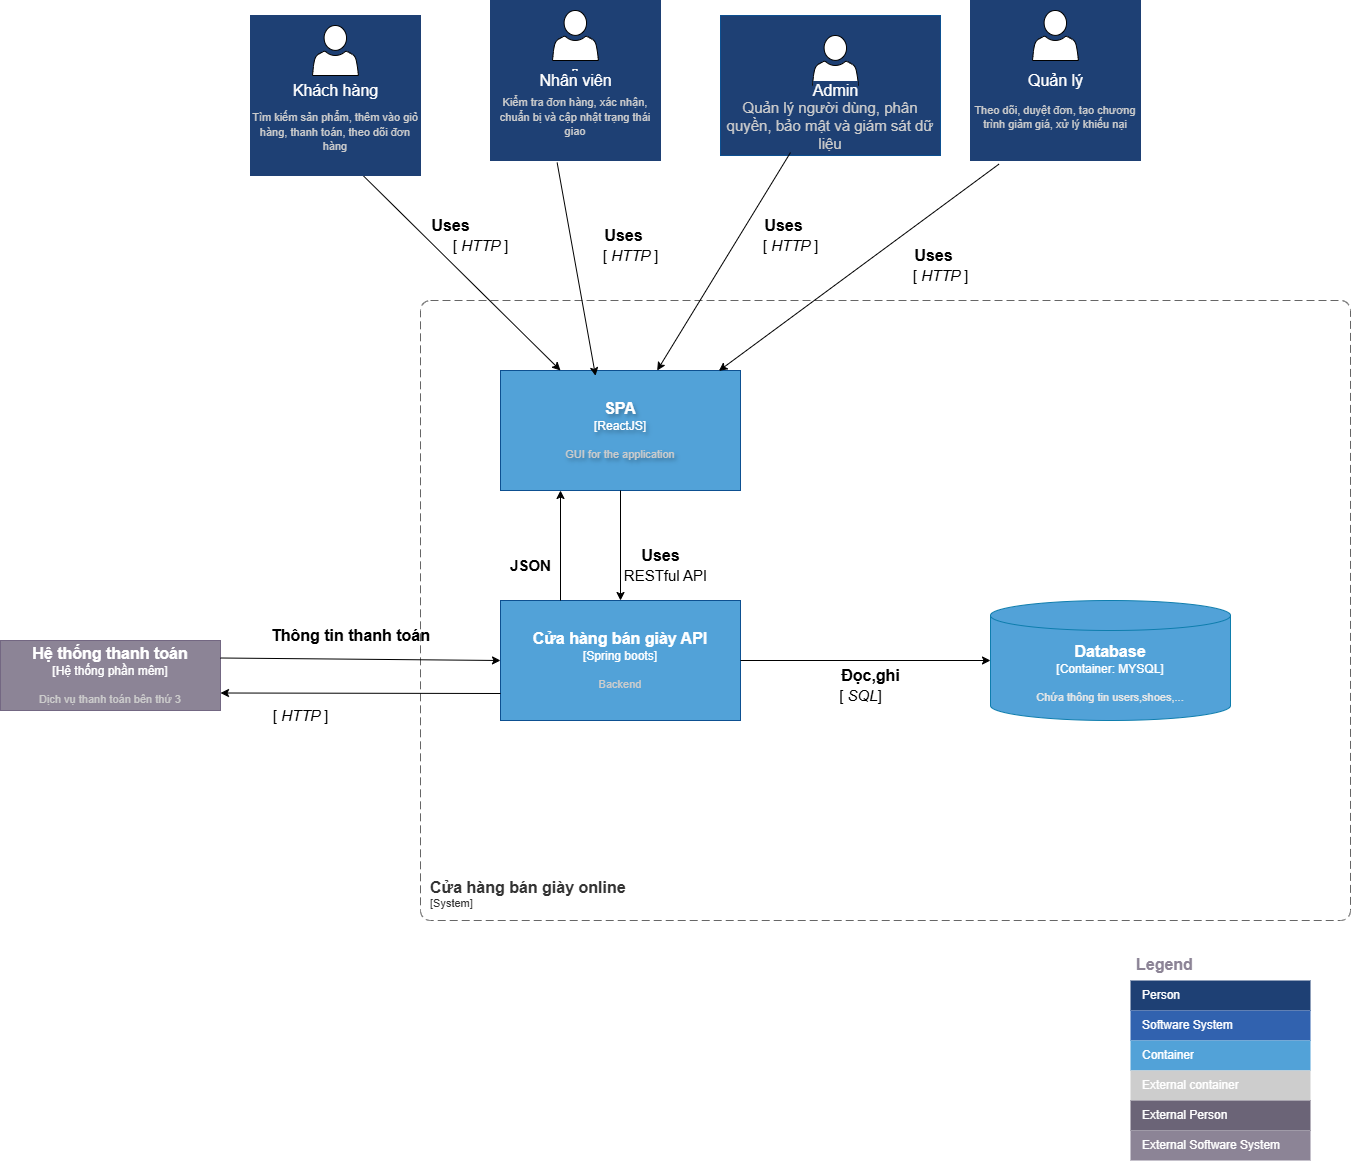 Khách hàng
Tìm kiếm sản phẩm, thêm vào giỏ
hàng, thanh toán, theo dõi đơn
hàng
Nhân viên
Kiểm tra đơn hàng, xác nhận,
chuẩn bị và cập nhật trạng thái
giao
Admin
Quản lý người dùng, phân
quyền, bảo mật và giám sát dữ
liệu
Quản lý
Theo dõi, duyệt đơn, tạo chương
trình giảm giá, xử lý khiếu nại
Uses
[ HTTP ]
Uses
[ HTTP ]
Uses
[ HTTP ]
Uses
[ HTTP ]
SPA
[ReactJS]
GUI for the application
JSON
Uses
RESTful API
Thông tin thanh toán
Hệ thống thanh toán
[Hệ thống phần mêm]
Dịch vụ thanh toán bên thứ 3
[ HTTP ]
Cửa hàng bán giày API
[Spring boots]
Backend
Đọc,ghi
[ SQL]
Database
[Container: MYSQL]
Chứa thông tin users,shoes,...
Cửa hàng bán giày online
[System]
Legend
Person
Software System
Container
External container
External Person
External Software System